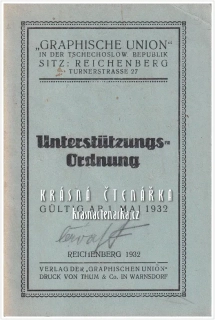 „GRAPHISCHE UNION"
IN DER TSCHECHOSLOW. REPUBLIK
SITZ: REICHENBERG
TURNERSTRASSE 27
Unterstützungs-
Ordnung
KRÁSNÝ ČTENÁŘKA
GÜLTIG AB 1. MAI 1932
krasnactenarka.cz
REICHENBERG 1932
VERLAG DER „GRAPHISCHEN UNION"
DRUCK VON THUM & Co. IN WARNSDORF